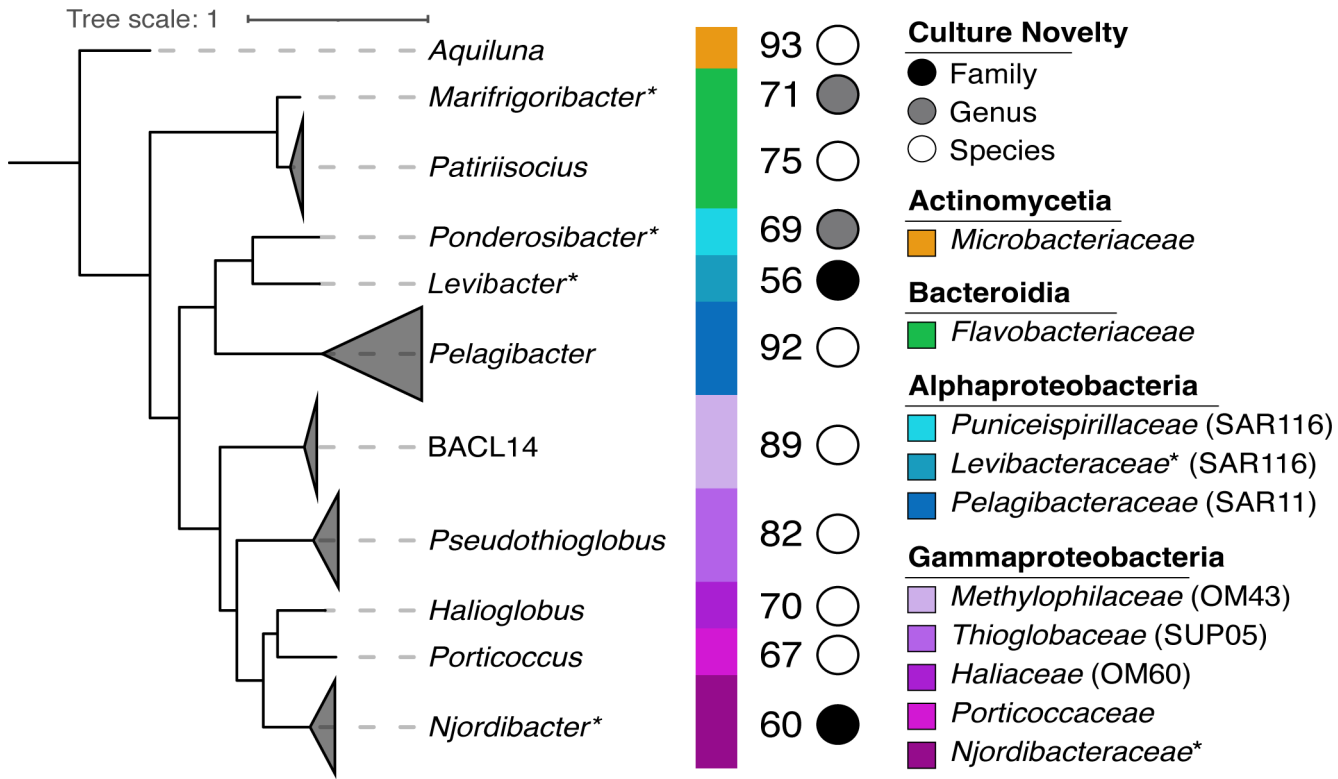 Tree scale: 1
Aquiluna 93
Marifrigoribacter* 71
Patiriisocius 75
Ponderosibacter* 69
Levibacter* 56
Pelagibacter 92
BACL14 89
Pseudothioglobus 82
Halioglobus 70
Porticoccus 67
Njordibacter* 60
Culture Novelty
Family
Genus
Species
Actinomycetia
Microbacteriaceae
Bacteroidia
Flavobacteriaceae
Alphaproteobacteria
Puniceispirillaceae (SAR116)
Levibacteraceae* (SAR116)
Pelagibacteraceae (SAR11)
Gammaproteobacteria
Methylophilaceae (OM43)
Thioglobaceae (SUP05)
Haliaceae (OM60)
Porticoccaceae
Njordibacteraceae*